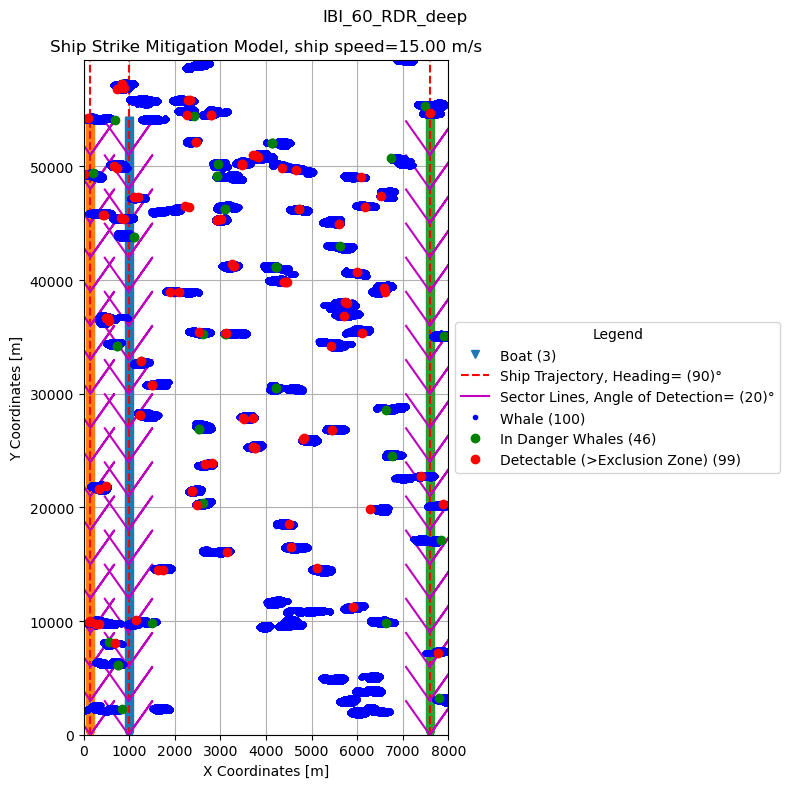 IBI_60_RDR_deep
Ship Strike Mitigation Model, ship speed=15.00 m/s
Y Coordinates [m]
50000
40000
30000
20000
10000
0
0 1000 2000 3000 4000 5000 6000 7000 8000
X Coordinates [m]
Legend
Boat (3)
Ship Trajectory, Heading= (90)°
Sector Lines, Angle of Detection= (20)°
Whale (100)
In Danger Whales (46)
Detectable (>Exclusion Zone) (99)